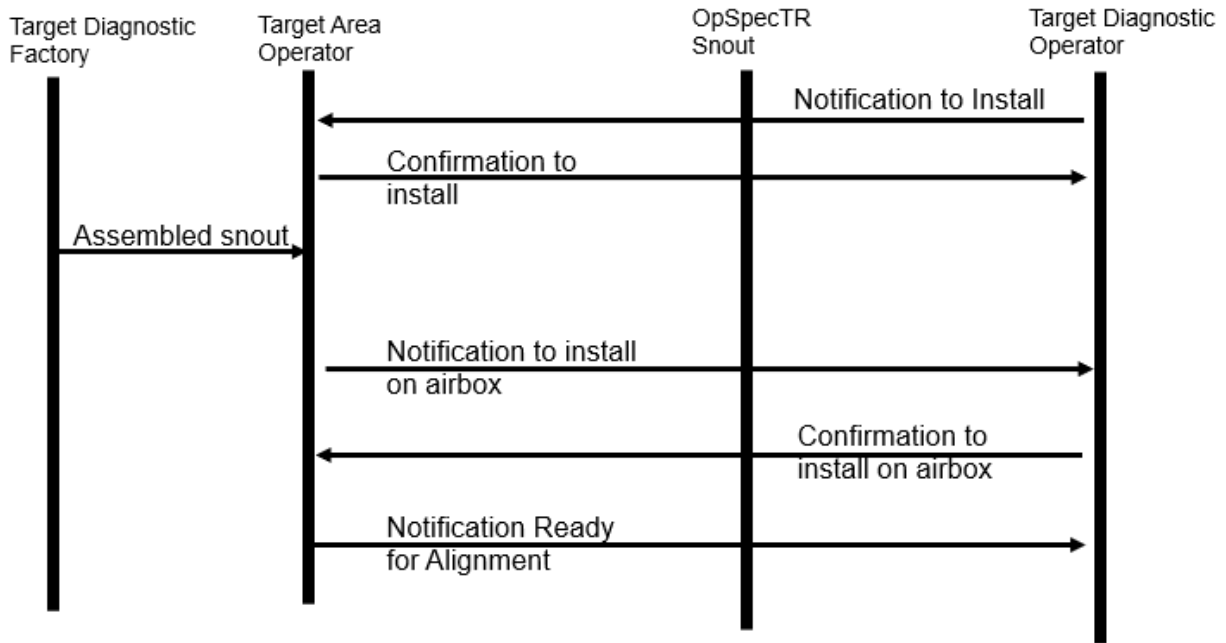 Target Diagnostic
Factory
Target Area
Operator
OpSpecTR
Snout
Target Diagnostic
Operator
Notification to Install
Confirmation to
install
Assembled snout
Notification to install
on airbox
Confirmation to
install on airbox
Notification Ready
for Alignment